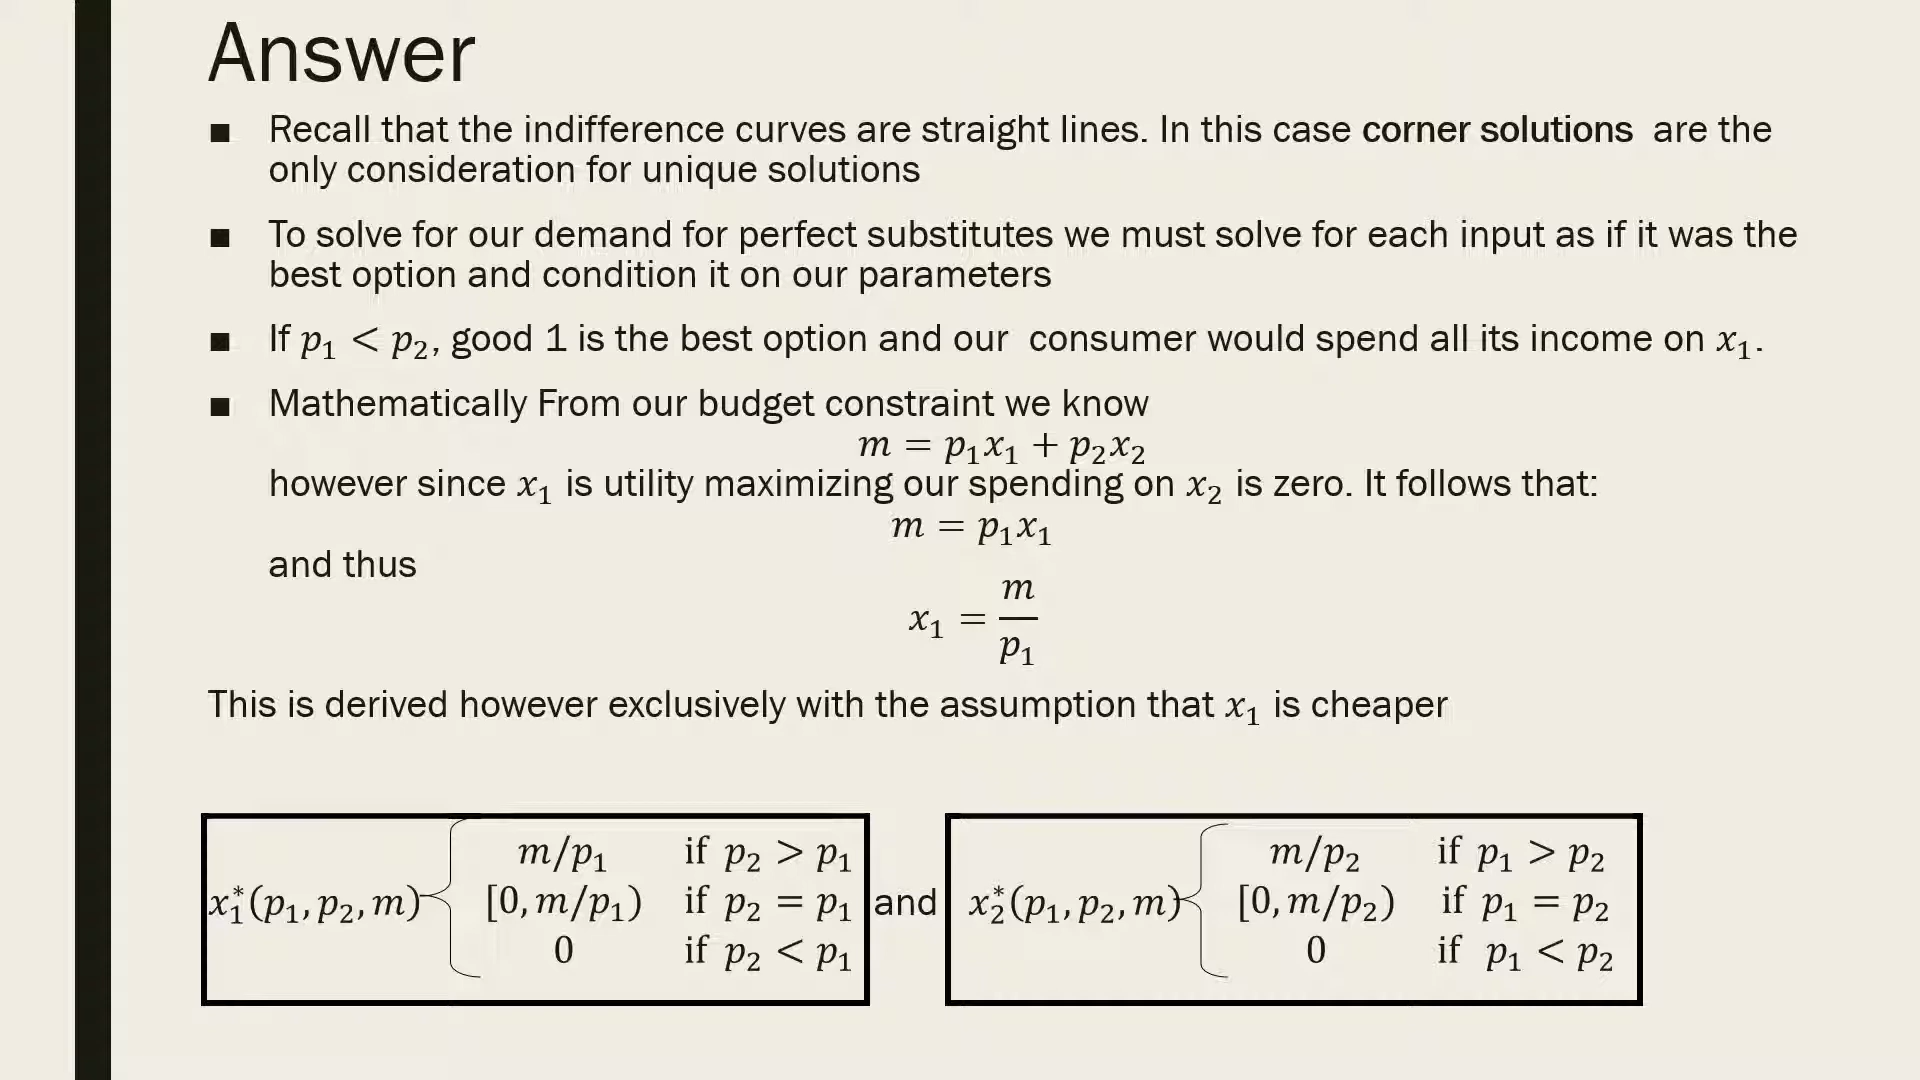 Answer
■ Recall that the indifference curves are straight lines. In this case corner solutions are the
only consideration for unique solutions
■ To solve for our demand for perfect substitutes we must solve for each input as if it was the
best option and condition it on our parameters
■ If p₁ < p₂, good 1 is the best option and our consumer would spend all its income on x₁.
■ Mathematically From our budget constraint we know
m = p₁x₁ + p₂x₂
however since x₁ is utility maximizing our spending on x₂ is zero. It follows that:
m = p₁x₁
and thus
x₁ = m/p₁
This is derived however exclusively with the assumption that x₁ is cheaper
x₁*(p₁, p₂, m) { m/p₁ if p₂ > p₁
[0, m/p₁) if p₂ = p₁
0 if p₂ < p₁
and
x₂*(p₁, p₂, m) { m/p₂ if p₁ > p₂
[0, m/p₂) if p₁ = p₂
0 if p₁ < p₂